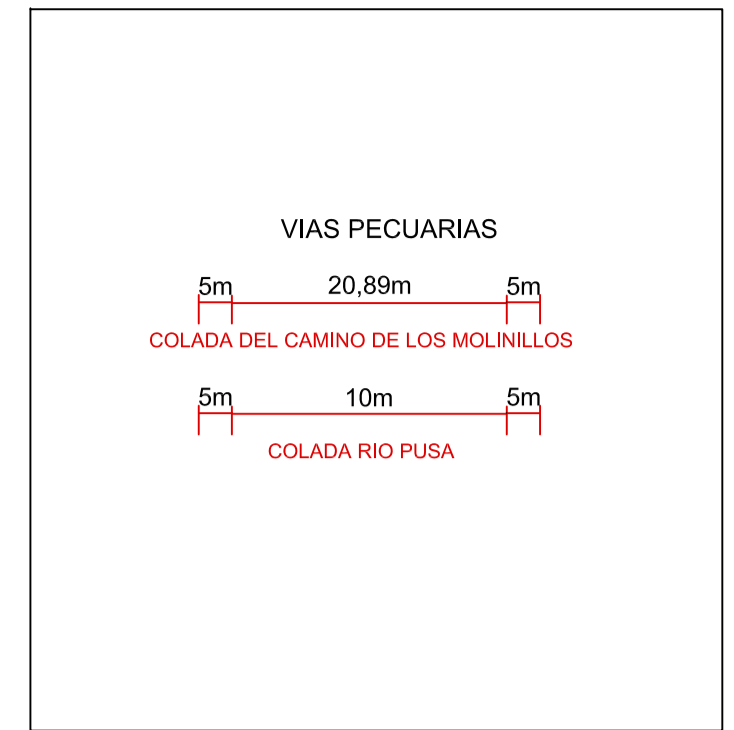 VIAS PECUARIAS
5m 20,89m 5m
COLADA DEL CAMINO DE LOS MOLINILLOS
5m 10m 5m
COLADA RIO PUSA